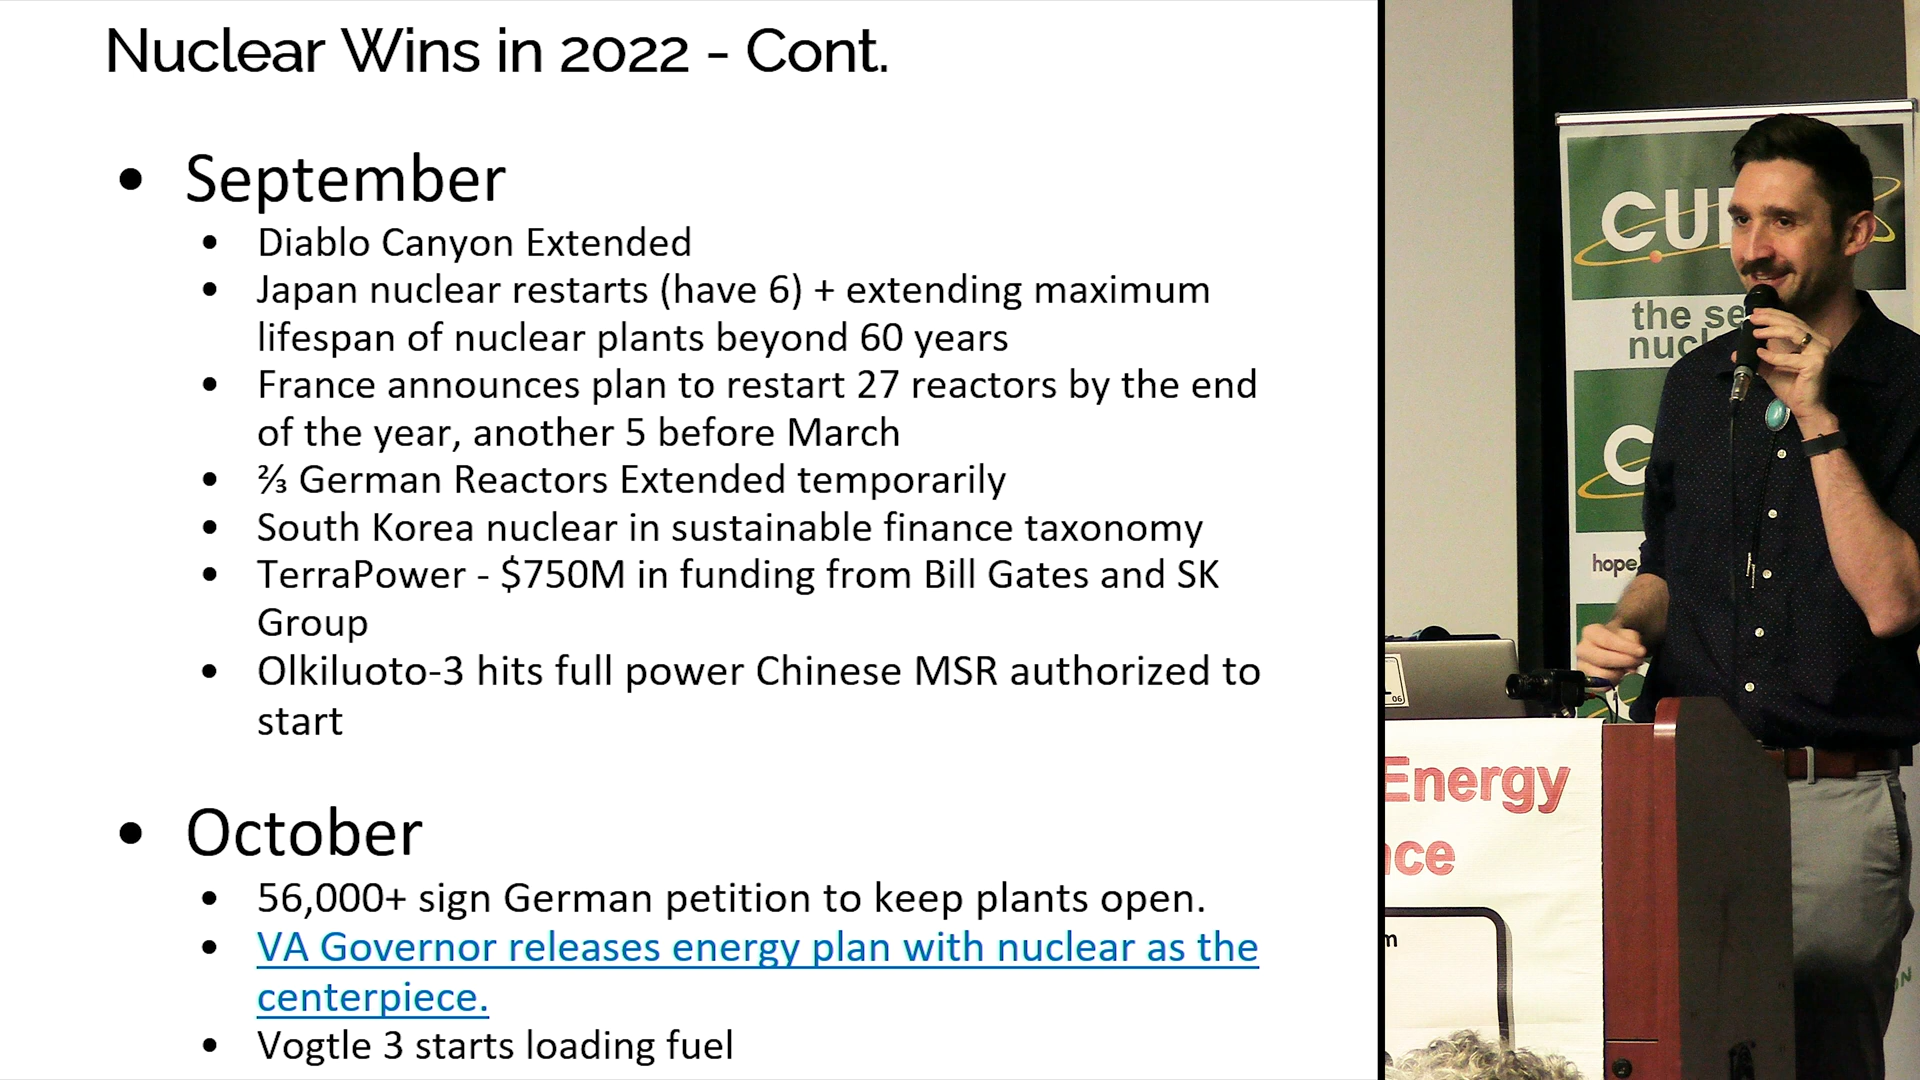 Nuclear Wins in 2022 - Cont.
• September
• Diablo Canyon Extended
• Japan nuclear restarts (have 6) + extending maximum
lifespan of nuclear plants beyond 60 years
• France announces plan to restart 27 reactors by the end
of the year, another 5 before March
• ⅔ German Reactors Extended temporarily
• South Korea nuclear in sustainable finance taxonomy
• TerraPower - $750M in funding from Bill Gates and SK
Group
• Olkiluoto-3 hits full power Chinese MSR authorized to
start
• October
• 56,000+ sign German petition to keep plants open.
• VA Governor releases energy plan with nuclear as the
centerpiece.
• Vogtle 3 starts loading fuel
the
hope
06
Energy